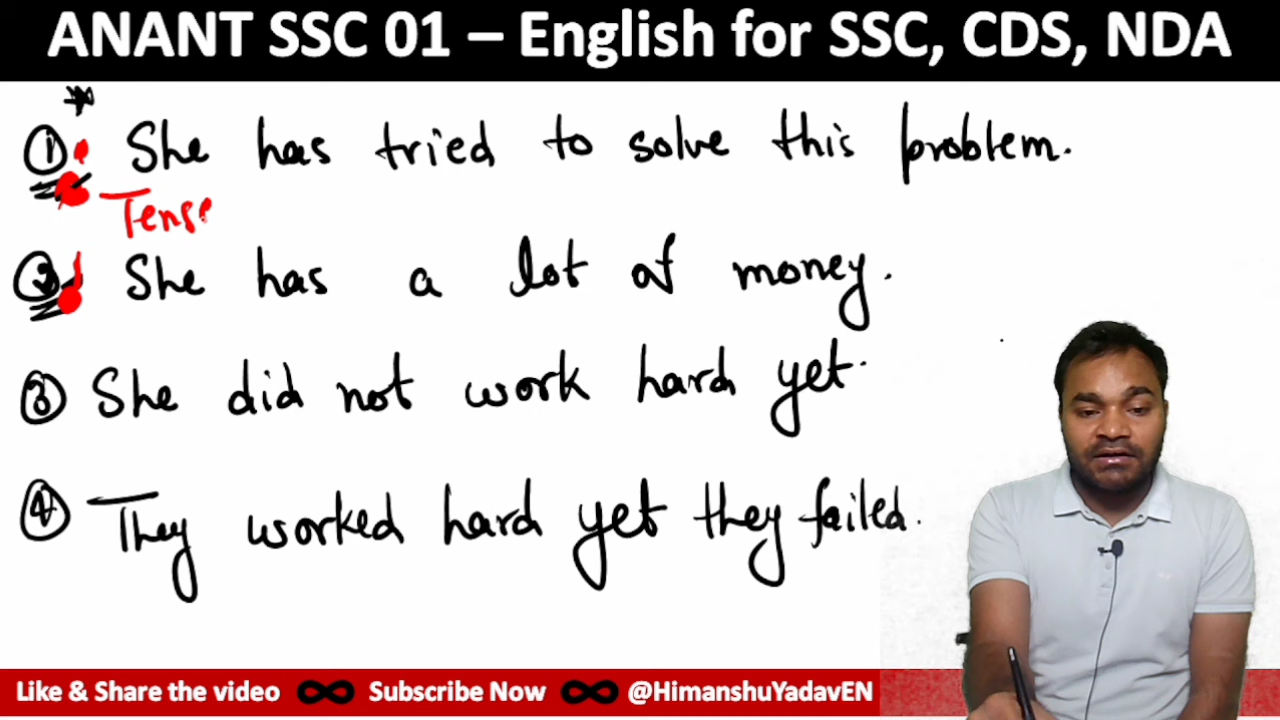 ANANT SSC 01 – English for SSC, CDS, NDA
① She has tried to solve this problem.
Tense
② She has a lot of money.
③ She did not work hard yet.
④ They worked hard yet they failed.
Like & Share the video Subscribe Now @HimanshuYadavEN